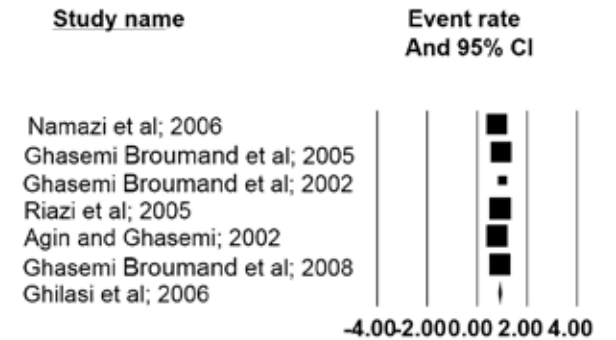 Study name
Event rate
And 95% CI
Namazi et al; 2006
Ghasemi Broumand et al; 2005
Ghasemi Broumand et al; 2002
Riazi et al; 2005
Agin and Ghasemi; 2002
Ghasemi Broumand et al; 2008
Ghilasi et al; 2006
-4.00-2.000.00 2.00 4.00